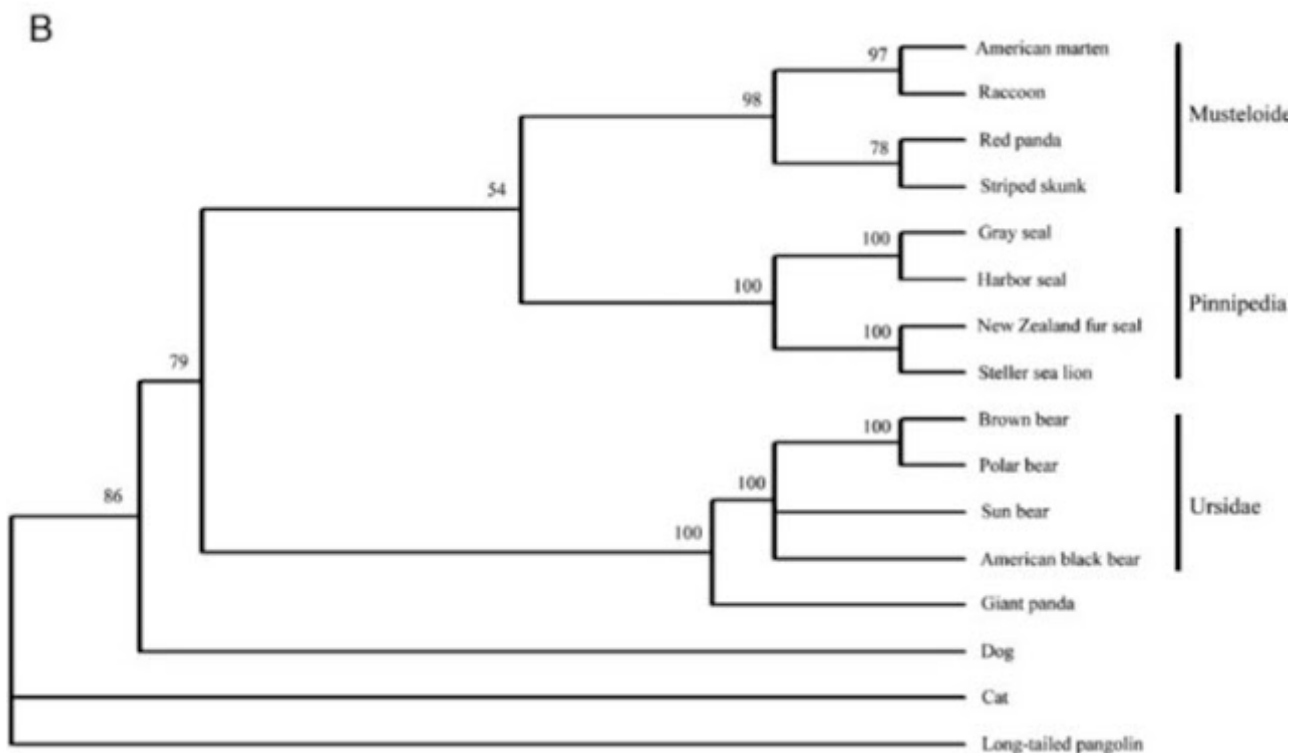 B
American marten
97
Raccoon
98
Musteloide
Red panda
78
Striped skunk
54
Gray seal
100
Harbor seal
100
Pinnipedia
New Zealand fur seal
100
Steller sea lion
79
Brown bear
100
Polar bear
100
86
Sun bear
Ursidae
100
American black bear
Giant panda
Dog
Cat
Long-tailed pangolin